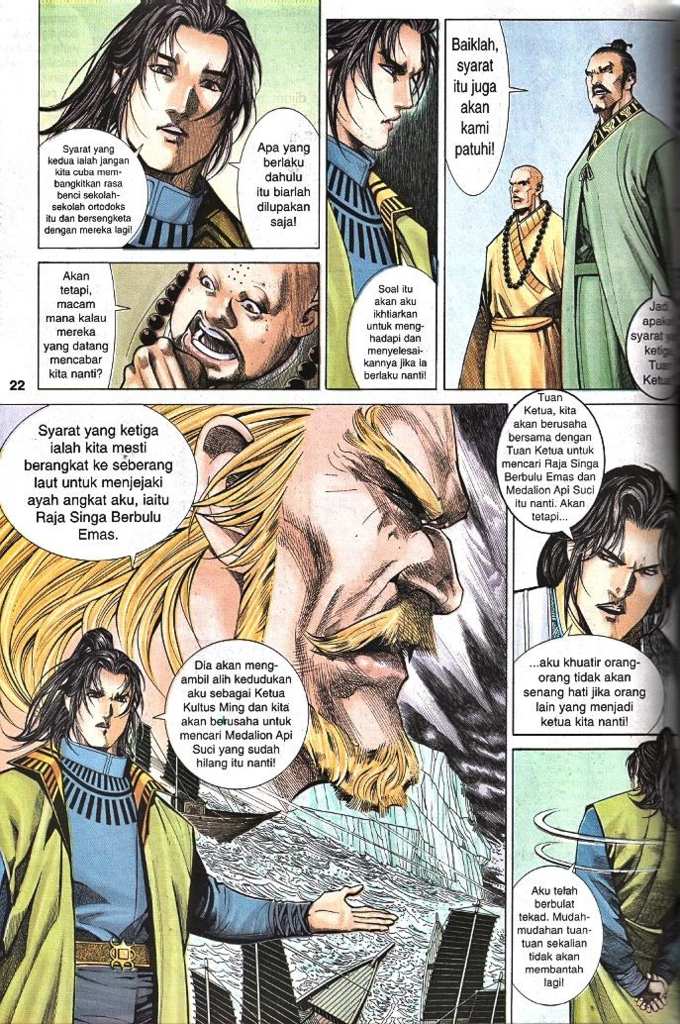 Syarat yang
kedua ialah jangan
kita cuba mem-
bangkitkan rasa
benci sekolah-
sekolah ortodoks
itu dan bersengketa
dengan mereka lagi!
Apa yang
berlaku
dahulu
itu biarlah
dilupakan
saja!
Akan
tetapi,
macam
mana kalau
mereka
yang datang
mencabar
kita nanti?
Soal itu
akan aku
ikhtiarkan
untuk meng-
hadapi dan
menyelesai-
kannya jika ia
berlaku nanti!
Baiklah,
syarat
itu juga
akan
kami
patuhi!
Jadi
apakah
syarat
ketiga
Tuan
Ketua?
22
Syarat yang ketiga
ialah kita mesti
berangkat ke seberang
laut untuk menjejaki
ayah angkat aku, iaitu
Raja Singa Berbulu
Emas.
Dia akan meng-
ambil alih kedudukan
aku sebagai Ketua
Kultus Ming dan kita
akan berusaha untuk
mencari Medalion Api
Suci yang sudah
hilang itu nanti!
Tuan
Ketua, kita
akan berusaha
bersama dengan
Tuan Ketua untuk
mencari Raja Singa
Berbulu Emas dan
Medalion Api Suci
itu nanti. Akan
tetapi...
...aku khuatir orang-
orang tidak akan
senang hati jika orang
lain yang menjadi
ketua kita nanti!
Aku telah
berbulat
tekad. Mudah-
mudahan tuan-
tuan sekalian
tidak akan
membantah
lagi!